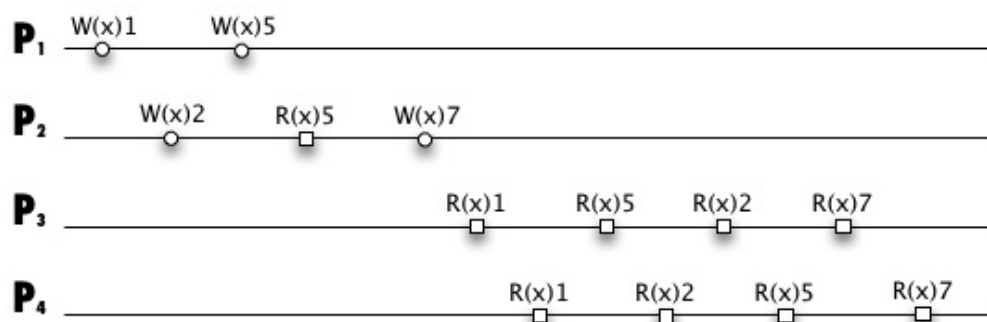 W(x)1 W(x)5
P1
W(x)2 R(x)5 W(x)7
P2
R(x)1 R(x)5 R(x)2 R(x)7
P3
R(x)1 R(x)2 R(x)5 R(x)7
P4